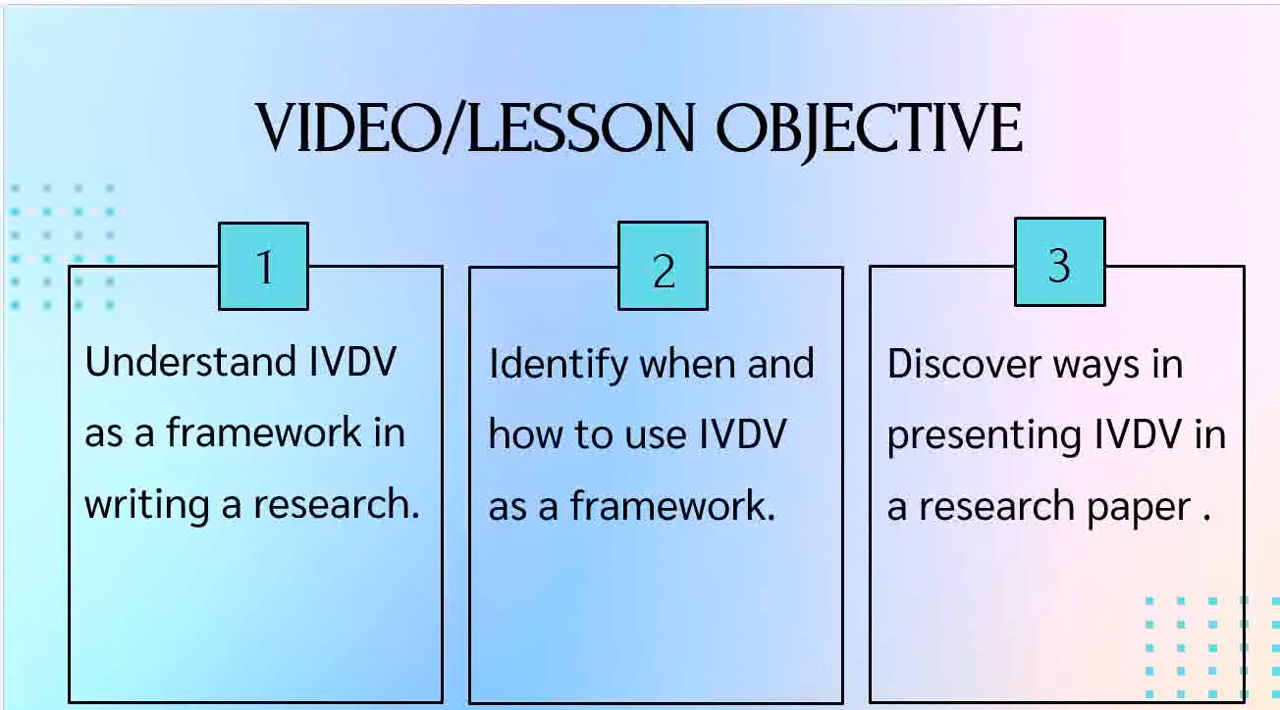 VIDEO/LESSON OBJECTIVE
1
Understand IVDV
as a framework in
writing a research.
2
Identify when and
how to use IVDV
as a framework.
3
Discover ways in
presenting IVDV in
a research paper .